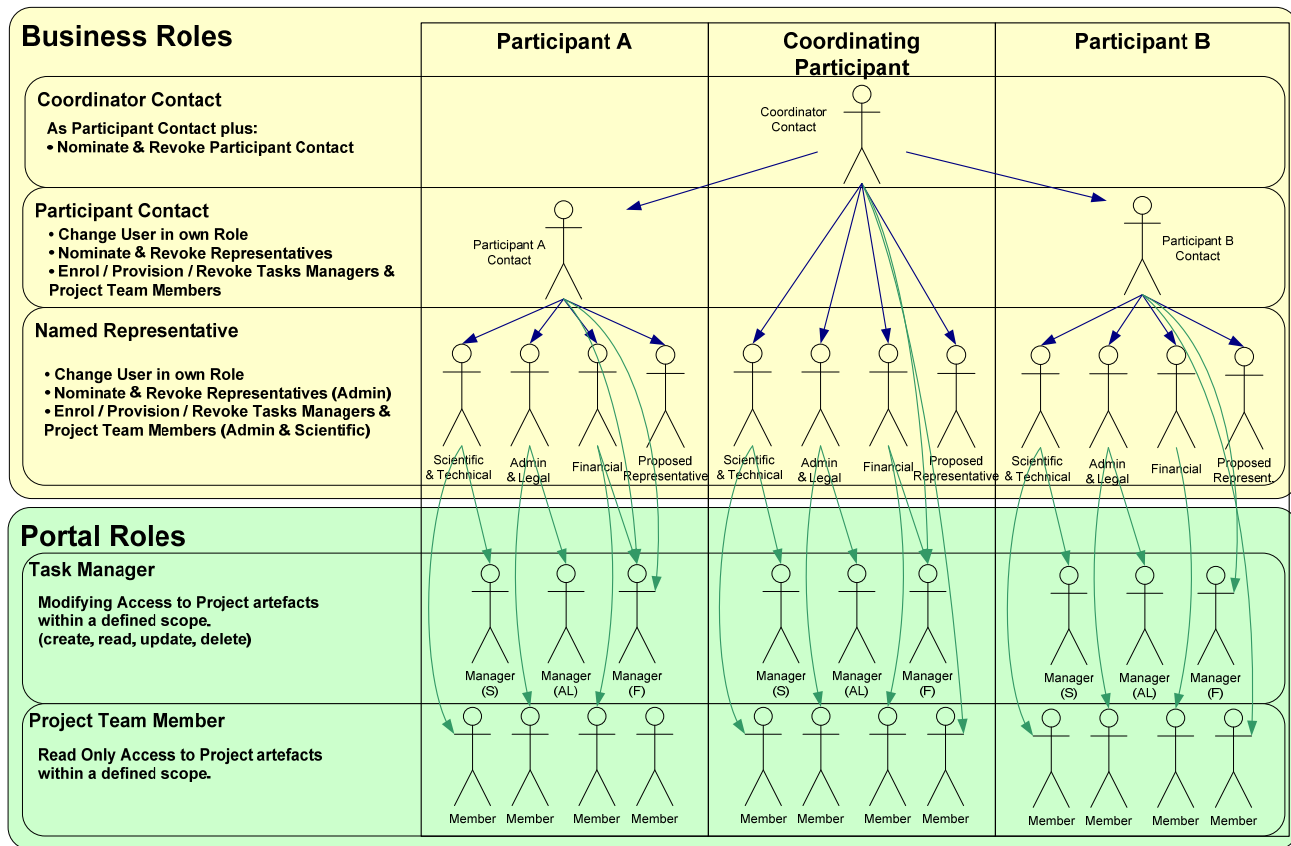 Business Roles
Participant A
Coordinating
Participant
Participant B
Coordinator Contact
As Participant Contact plus:
• Nominate & Revoke Participant Contact
Coordinator
Contact
Participant Contact
• Change User in own Role
• Nominate & Revoke Representatives
• Enrol / Provision / Revoke Tasks Managers &
Project Team Members
Participant A
Contact
Participant B
Contact
Named Representative
• Change User in own Role
• Nominate & Revoke Representatives (Admin)
• Enrol / Provision / Revoke Tasks Managers &
Project Team Members (Admin & Scientific)
Scientific
& Technical
Admin
& Legal
Financial
Proposed
Representative
Scientific
& Technical
Admin
& Legal
Financial
Proposed
Representative
Scientific
& Technical
Admin
& Legal
Financial
Proposed
Represent.
Portal Roles
Task Manager
Modifying Access to Project artefacts
within a defined scope.
(create, read, update, delete)
Manager
(S)
Manager
(AL)
Manager
(F)
Manager
(S)
Manager
(AL)
Manager
(F)
Manager
(S)
Manager
(AL)
Manager
(F)
Project Team Member
Read Only Access to Project artefacts
within a defined scope.
Member
Member
Member
Member
Member
Member
Member
Member
Member
Member
Member
Member